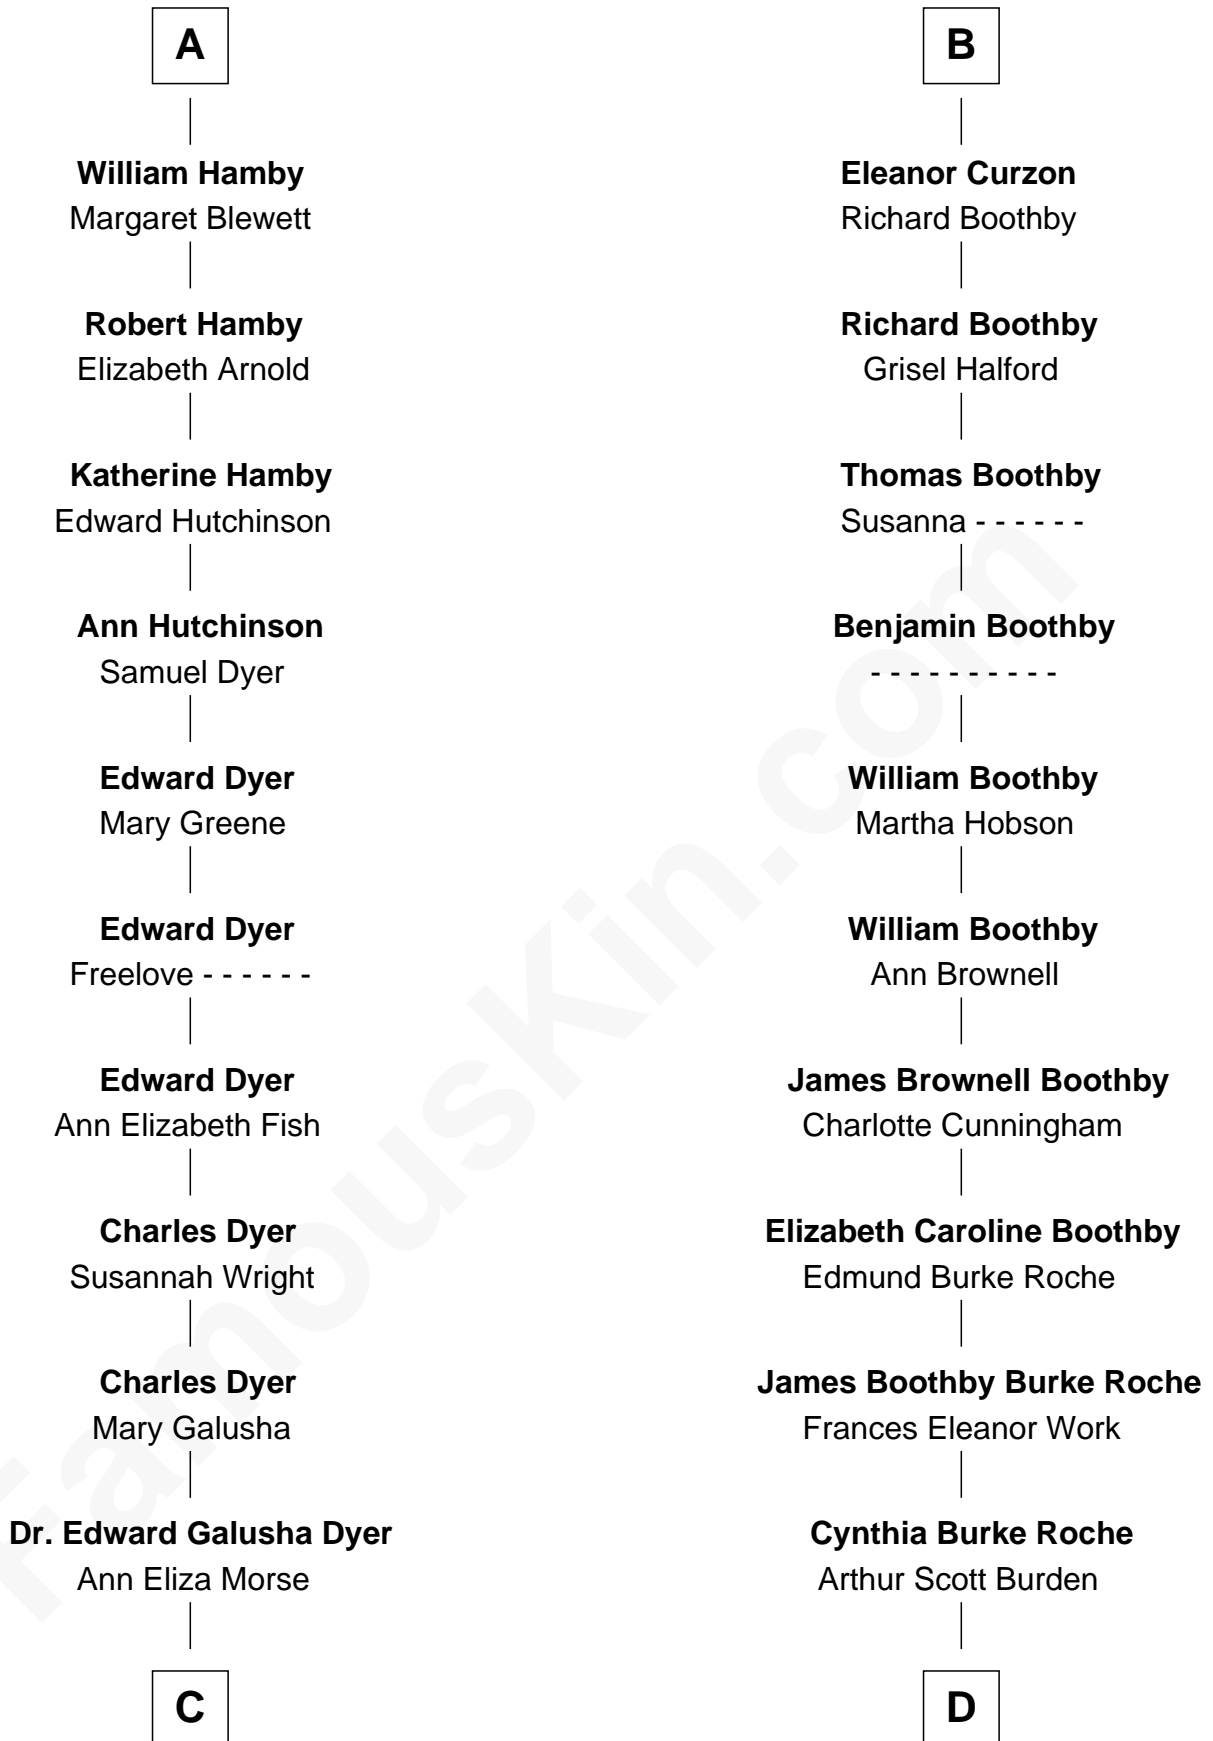 A
William Hamby
Margaret Blewett
Robert Hamby
Elizabeth Arnold
Katherine Hamby
Edward Hutchinson
Ann Hutchinson
Samuel Dyer
Edward Dyer
Mary Greene
Edward Dyer
Freelove - - - - - -
Edward Dyer
Ann Elizabeth Fish
Charles Dyer
Susannah Wright
Charles Dyer
Mary Galusha
Dr. Edward Galusha Dyer
Ann Eliza Morse
C
B
Eleanor Curzon
Richard Boothby
Richard Boothby
Grisel Halford
Thomas Boothby
Susanna - - - - - -
Benjamin Boothby
- - - - - - - - - -
William Boothby
Martha Hobson
William Boothby
Ann Brownell
James Brownell Boothby
Charlotte Cunningham
Elizabeth Caroline Boothby
Edmund Burke Roche
James Boothby Burke Roche
Frances Eleanor Work
Cynthia Burke Roche
Arthur Scott Burden
D
FamousKin.com